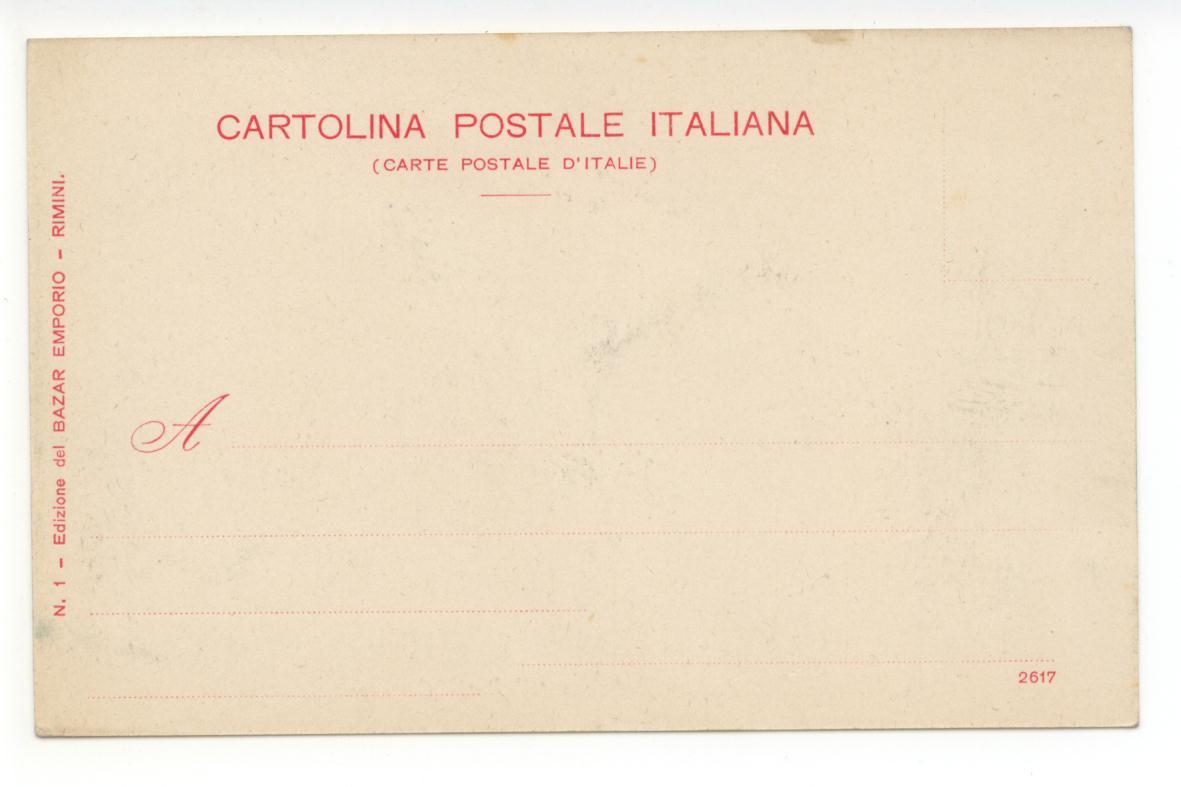 CARTOLINA POSTALE ITALIANA
(CARTE POSTALE D'ITALIE)
N. 1 - Edizione del BAZAR EMPORIO - RIMINI.
A
2617